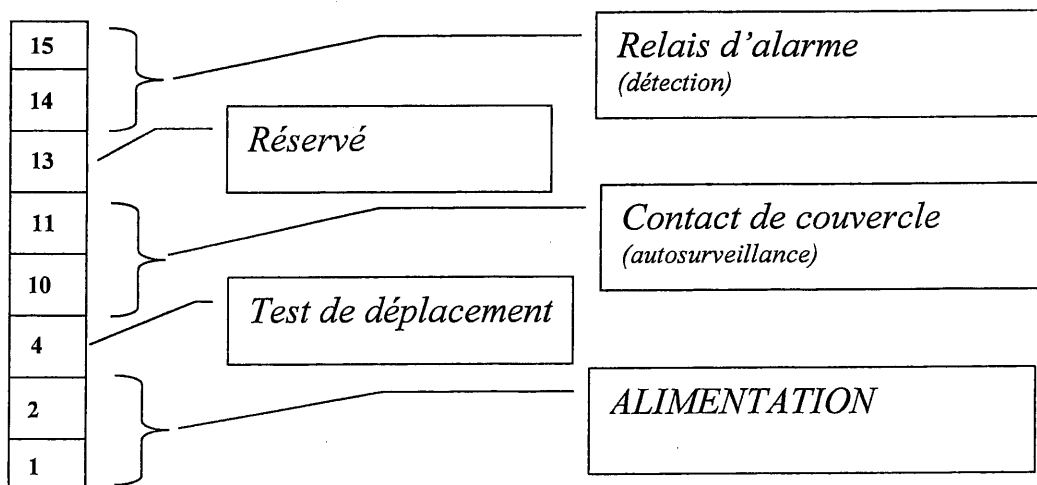 15
Relais d'alarme
(détection)
14
Réservé
13
11
Contact de couvercle
(autosurveillance)
10
Test de déplacement
4
2
ALIMENTATION
1